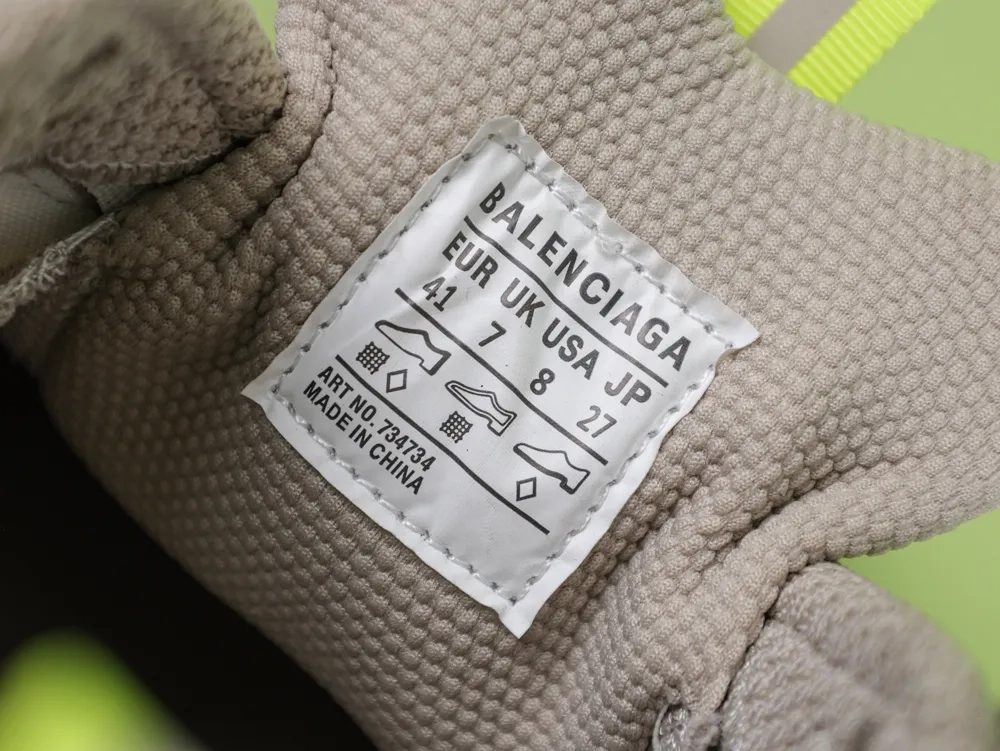 BALENCIAGA
EUR UK USA JP
41 7 8 27
ART NO. 734734
MADE IN CHINA